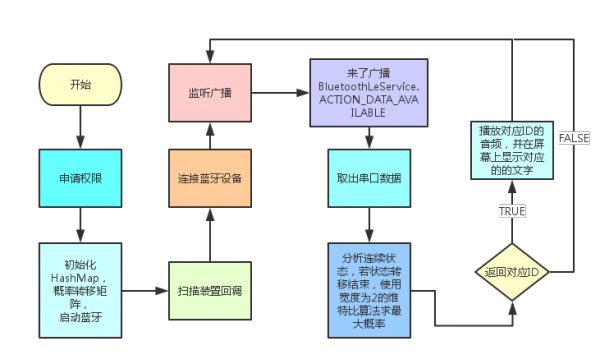 开始
申请权限
初始化
HashMap，
概率转移矩
阵，
启动蓝牙
扫描装置回调
连接蓝牙设备
监听广播
来了广播
BluetoothLeService.
ACTION_DATA_AVA
ILABLE
取出串口数据
分析连续
状态，若状态转
移结束，使用
宽度为2的维
特比算法求最
大概率
返回对应ID
TRUE
播放对应ID的
音频，并在屏
幕上显示对应
的的文字
FALSE